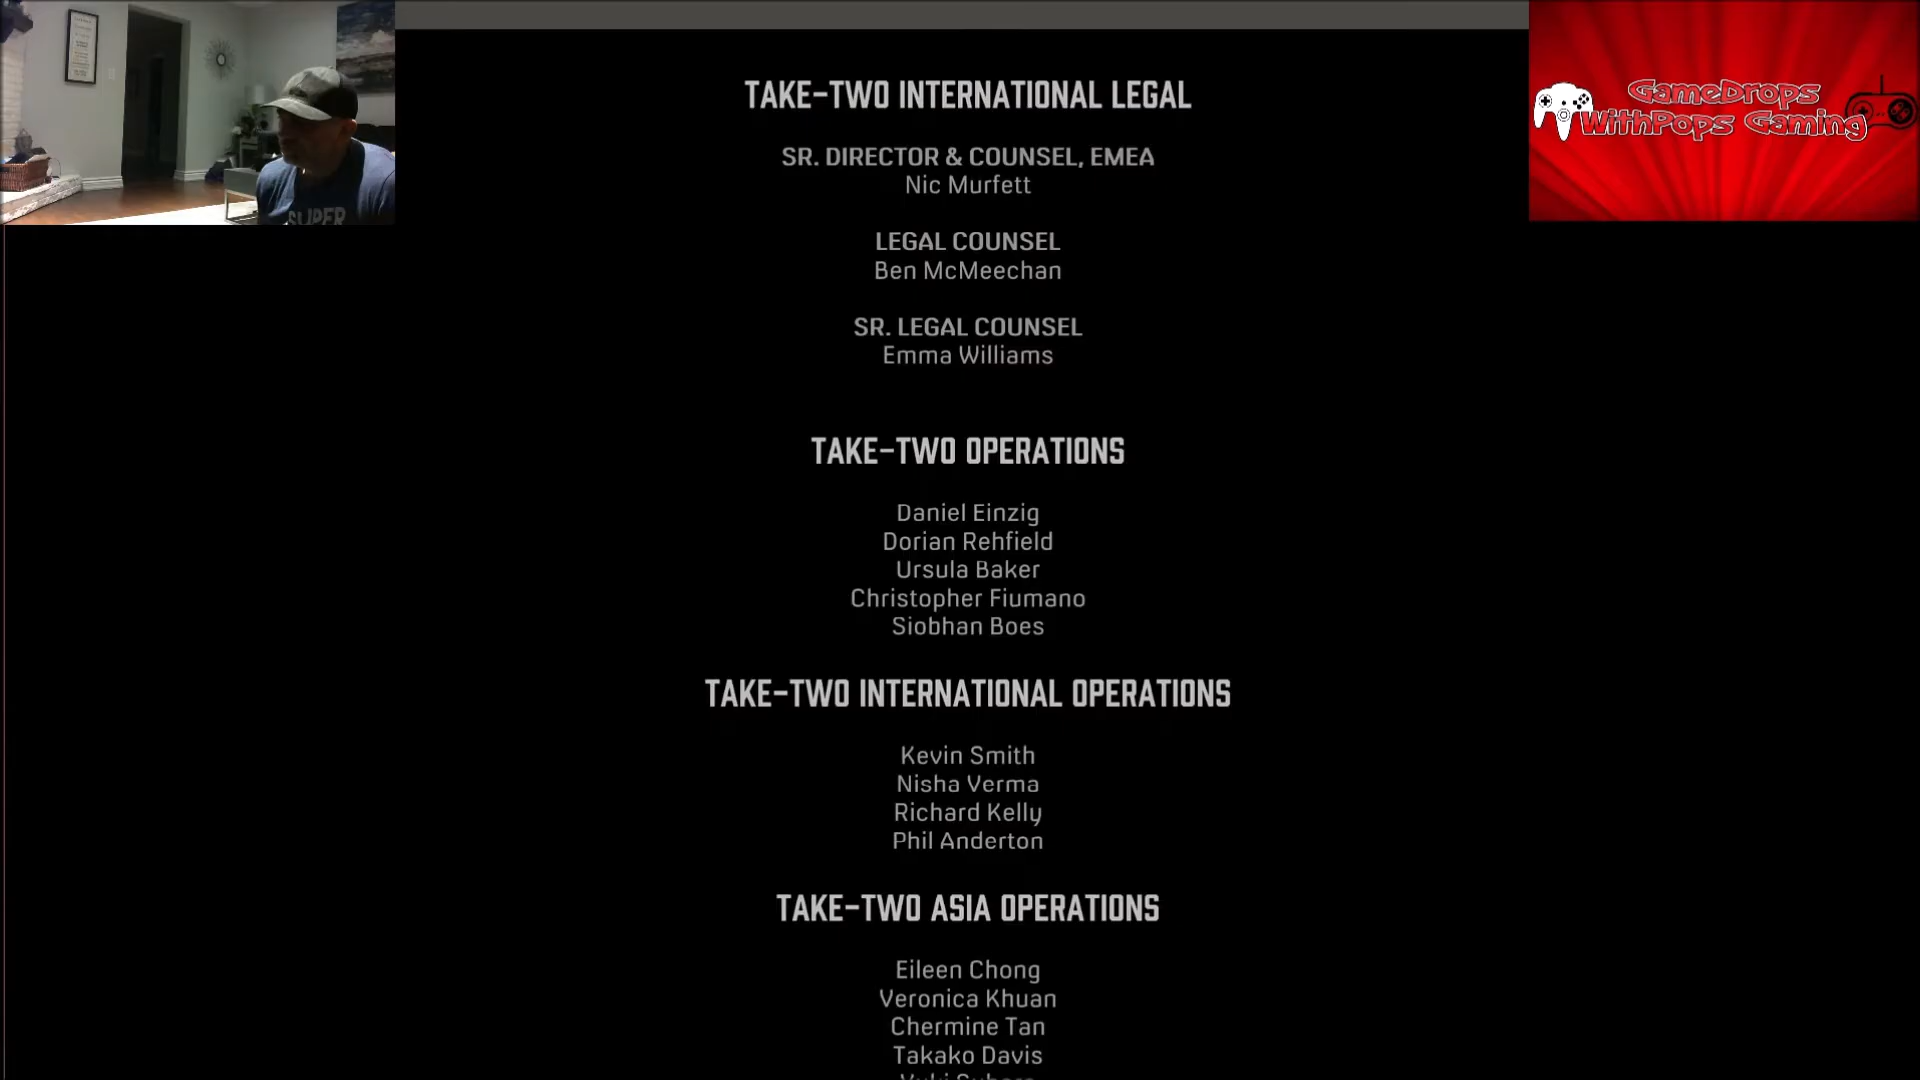 TAKE-TWO INTERNATIONAL LEGAL
SR. DIRECTOR & COUNSEL, EMEA
Nic Murfett
LEGAL COUNSEL
Ben McMeechan
SR. LEGAL COUNSEL
Emma Williams
TAKE-TWO OPERATIONS
Daniel Einzig
Dorian Rehfield
Ursula Baker
Christopher Fiumano
Siobhan Boes
TAKE-TWO INTERNATIONAL OPERATIONS
Kevin Smith
Nisha Verma
Richard Kelly
Phil Anderton
TAKE-TWO ASIA OPERATIONS
Eileen Chong
Veronica Khuan
Chermine Tan
Takako Davis
SUPER
GameDrops
WithPops Gaming